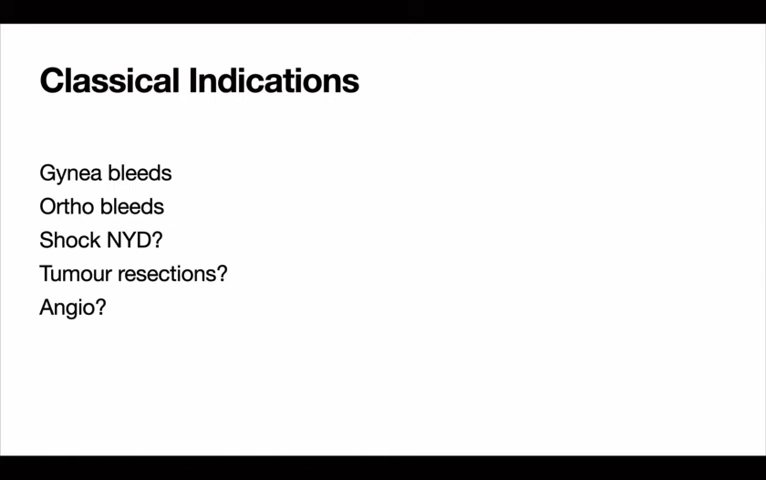 Classical Indications
Gynea bleeds
Ortho bleeds
Shock NYD?
Tumour resections?
Angio?